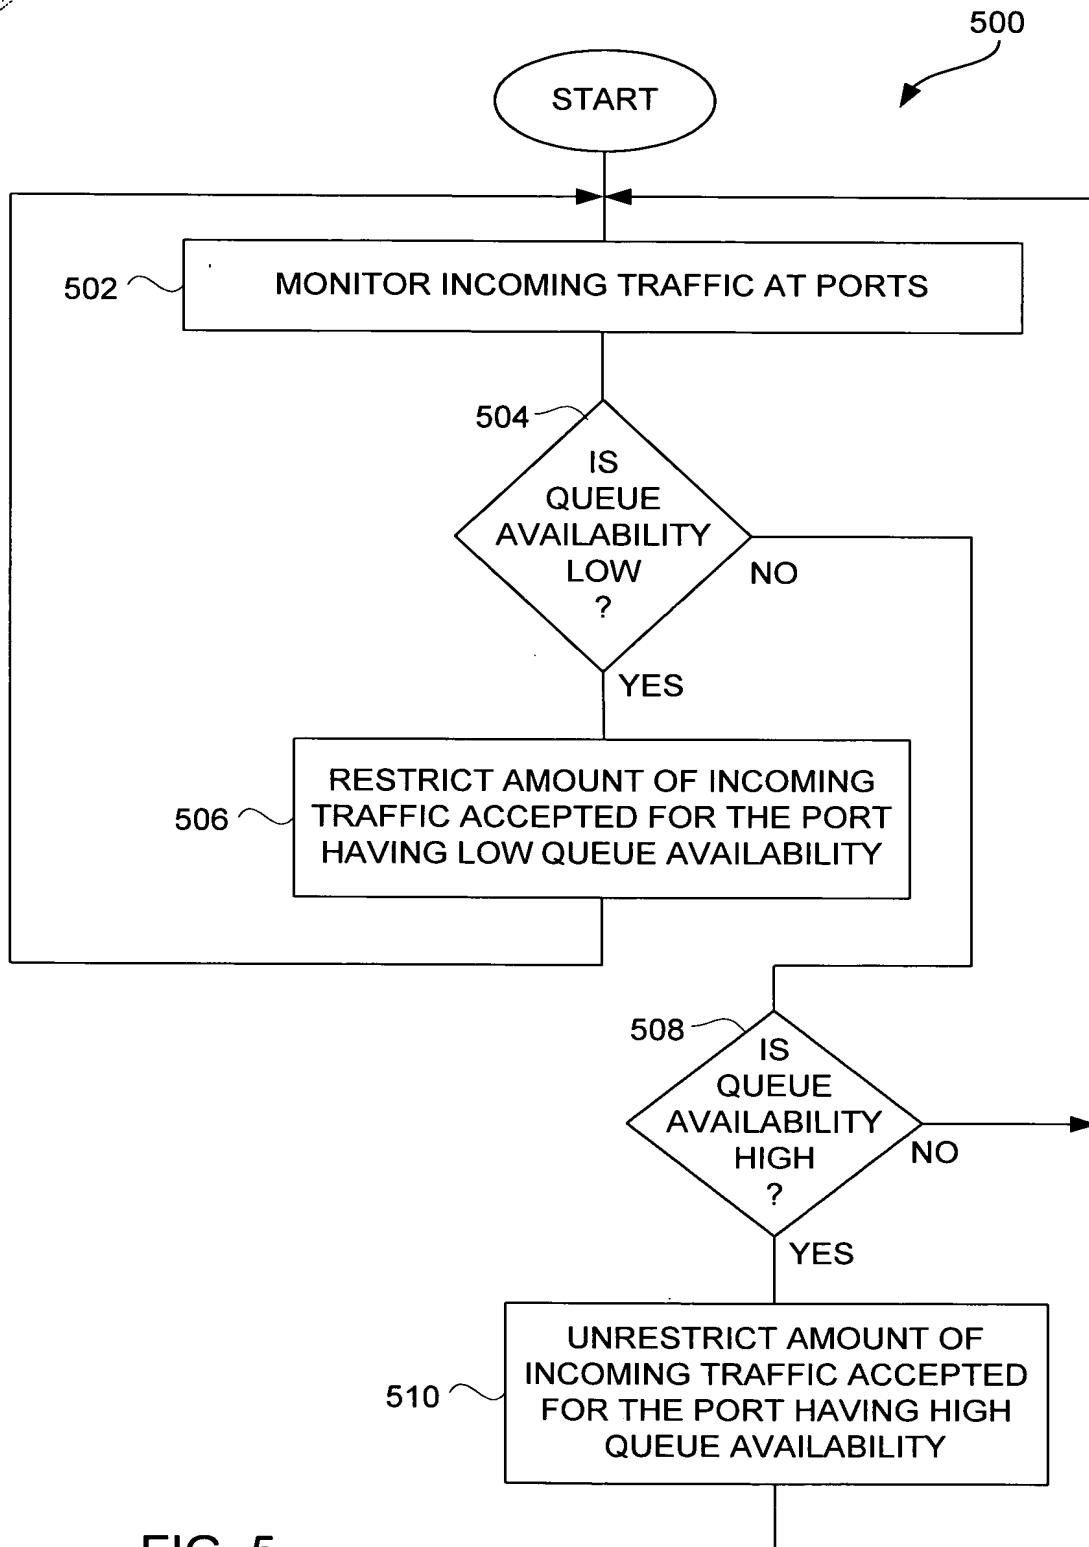 500
START
502
MONITOR INCOMING TRAFFIC AT PORTS
504
IS
QUEUE
AVAILABILITY
LOW
?
NO
YES
506
RESTRICT AMOUNT OF INCOMING
TRAFFIC ACCEPTED FOR THE PORT
HAVING LOW QUEUE AVAILABILITY
508
IS
QUEUE
AVAILABILITY
HIGH
?
NO
YES
510
UNRESTRICT AMOUNT OF
INCOMING TRAFFIC ACCEPTED
FOR THE PORT HAVING HIGH
QUEUE AVAILABILITY
FIG. 5